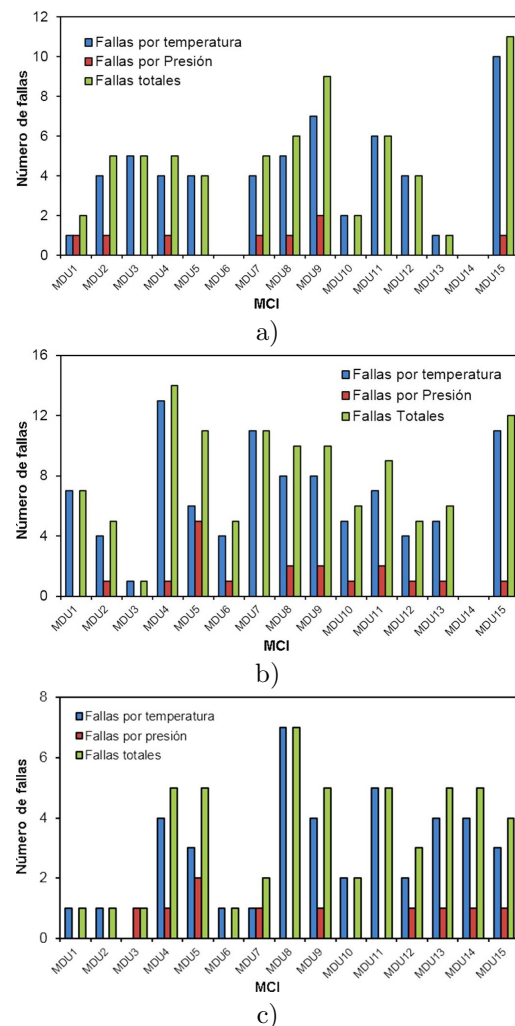 12
10
8
6
4
2
0
Número de fallas
Fallas por temperatura
Fallas por Presión
Fallas totales
MDU1
MDU2
MDU3
MDU4
MDU5
MDU6
MDU7
MDU8
MDU9
MDU10
MDU11
MDU12
MDU13
MDU14
MDU15
MCI
a)
16
12
8
4
0
Número de fallas
Fallas por temperatura
Fallas por Presión
Fallas Totales
MDU1
MDU2
MDU3
MDU4
MDU5
MDU6
MDU7
MDU8
MDU9
MDU10
MDU11
MDU12
MDU13
MDU14
MDU15
MCI
b)
8
6
4
2
0
Número de fallas
Fallas por temperatura
Fallas por presión
Fallas totales
MDU1
MDU2
MDU3
MDU4
MDU5
MDU6
MDU7
MDU8
MDU9
MDU10
MDU11
MDU12
MDU13
MDU14
MDU15
MCI
c)